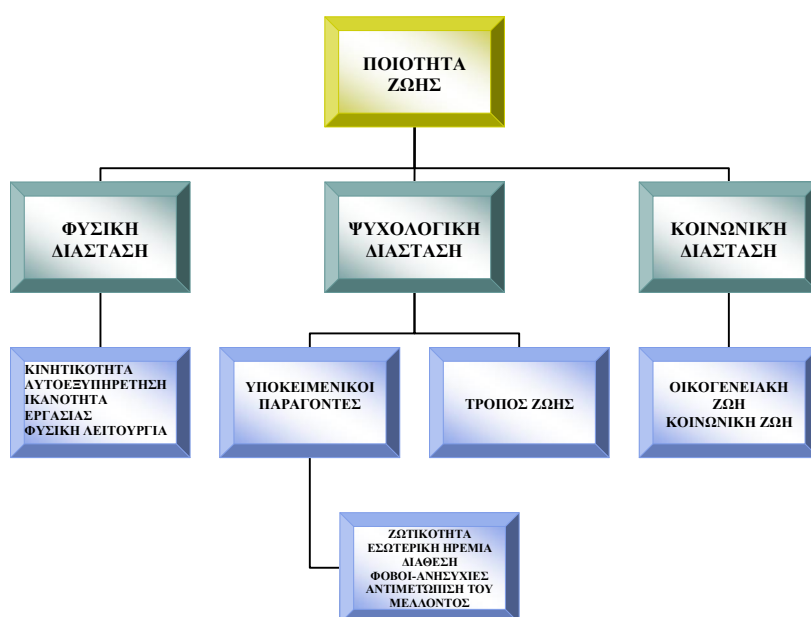 ΠΟΙΟΤΗΤΑ
ΖΩΗΣ
ΦΥΣΙΚΗ
ΔΙΑΣΤΑΣΗ
ΨΥΧΟΛΟΓΙΚΗ
ΔΙΑΣΤΑΣΗ
ΚΟΙΝΩΝΙΚΉ
ΔΙΑΣΤΑΣΗ
ΚΙΝΗΤΙΚΟΤΗΤΑ
ΑΥΤΟΕΞΥΠΗΡΕΤΗΣΗ
ΙΚΑΝΟΤΗΤΑ
ΕΡΓΑΣΙΑΣ
ΦΥΣΙΚΗ ΛΕΙΤΟΥΡΓΙΑ
ΥΠΟΚΕΙΜΕΝΙΚΟΙ
ΠΑΡΑΓΟΝΤΕΣ
ΤΡΟΠΟΣ ΖΩΗΣ
ΟΙΚΟΓΕΝΕΙΑΚΗ
ΖΩΗ
ΚΟΙΝΩΝΙΚΗ ΖΩΗ
ΖΩΤΙΚΟΤΗΤΑ
ΕΣΩΤΕΡΙΚΗ ΗΡΕΜΙΑ
ΔΙΑΘΕΣΗ
ΦΟΒΟΙ-ΑΝΗΣΥΧΙΕΣ
ΑΝΤΙΜΕΤΩΠΙΣΗ ΤΟΥ
ΜΕΛΛΟΝΤΟΣ